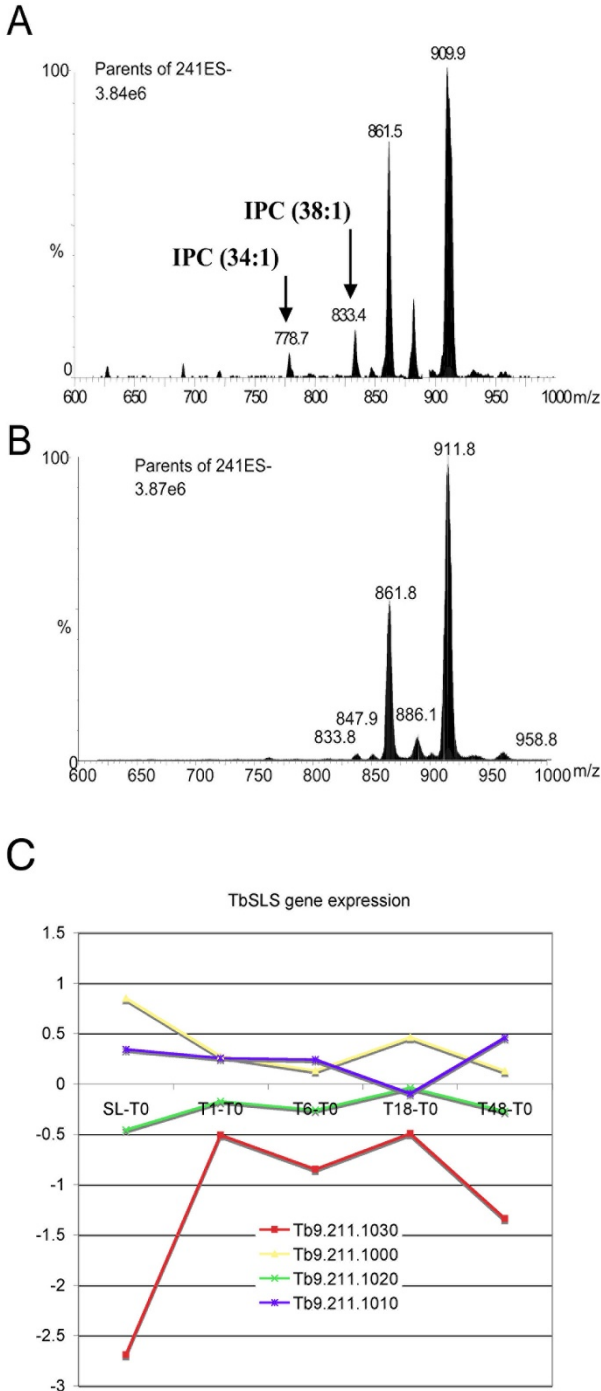 A
Parents of 241ES-
3.84e6
100
%
0
909.9
861.5
IPC (38:1)
IPC (34:1)
833.4
778.7
600 650 700 750 800 850 900 950 1000 m/z
B
Parents of 241ES-
3.87e6
100
%
0
911.8
861.8
847.9
886.1
833.8
958.8
600 650 700 750 800 850 900 950 1000 m/z
C
TbSLS gene expression
1.5
1
0.5
0
SL-T0 T1-T0 T6-T0 T18-T0 T48-T0
-0.5
-1
-1.5
-2
-2.5
-3
Tb9.211.1030
Tb9.211.1000
Tb9.211.1020
Tb9.211.1010